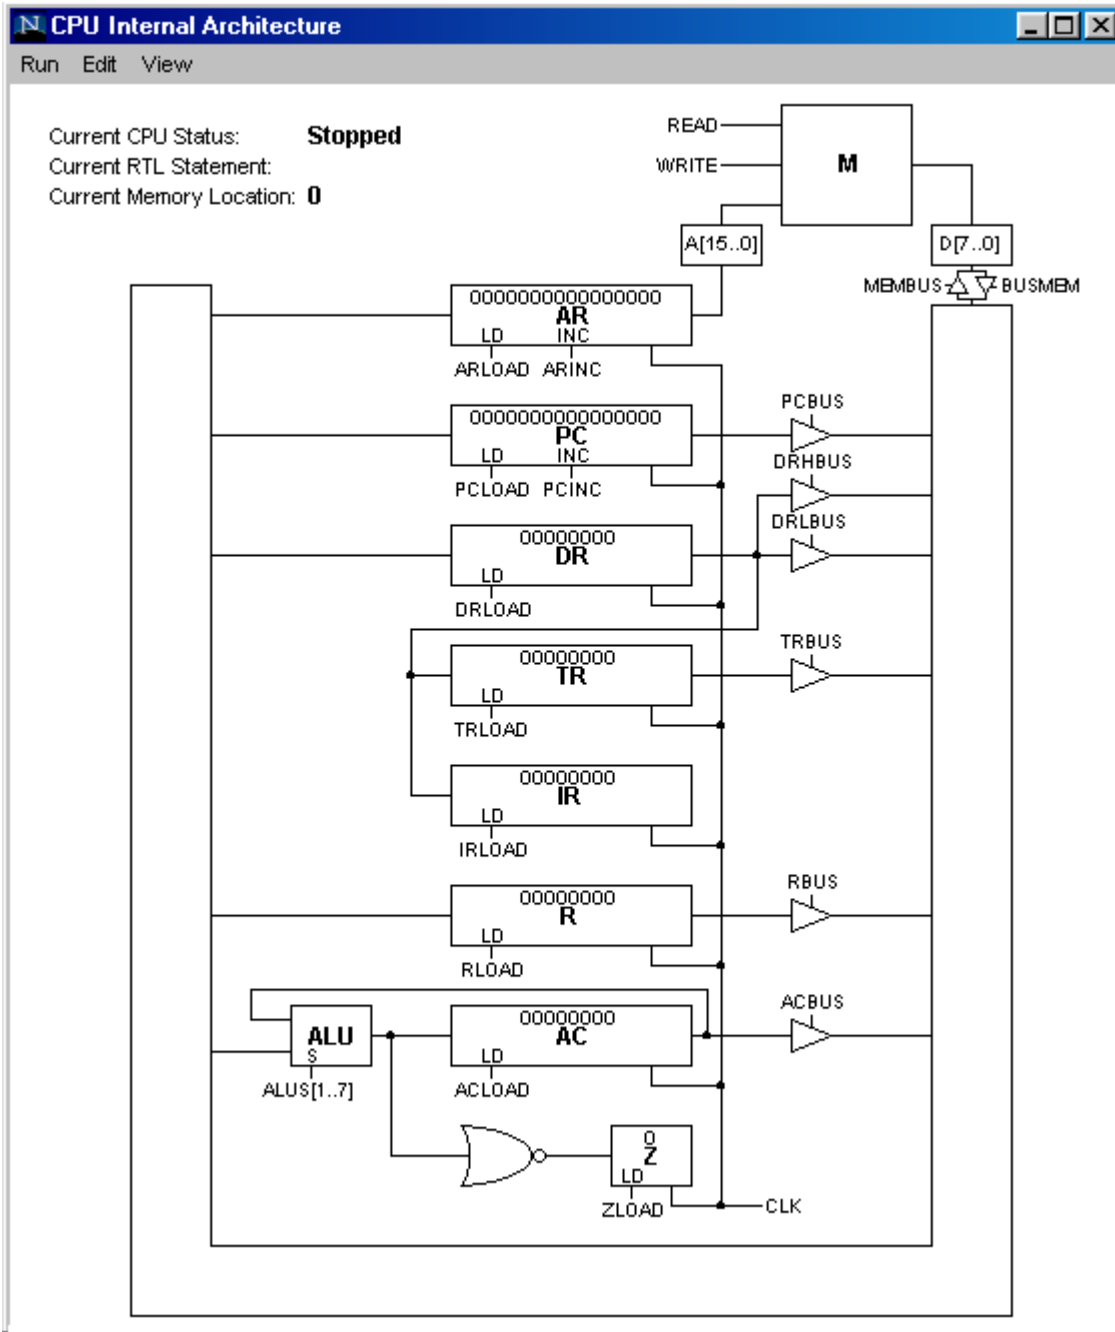 N CPU Internal Architecture
Run Edit View
Current CPU Status: Stopped
Current RTL Statement:
Current Memory Location: 0
READ
WRITE
M
A[15..0]
D[7..0]
MEMBUS
BUSMEM
0000000000000000
AR
LD INC
ARLOAD ARINC
PCBUS
0000000000000000
PC
LD INC
PCLOAD PCINC
DRHBUS
DRLBUS
00000000
DR
LD
DRLOAD
TRBUS
00000000
TR
LD
TRLOAD
00000000
IR
LD
IRLOAD
RBUS
00000000
R
LD
RLOAD
ACBUS
ALU
S
ALUS[1..7]
00000000
AC
LD
ACLOAD
0
Z
LD
ZLOAD
CLK